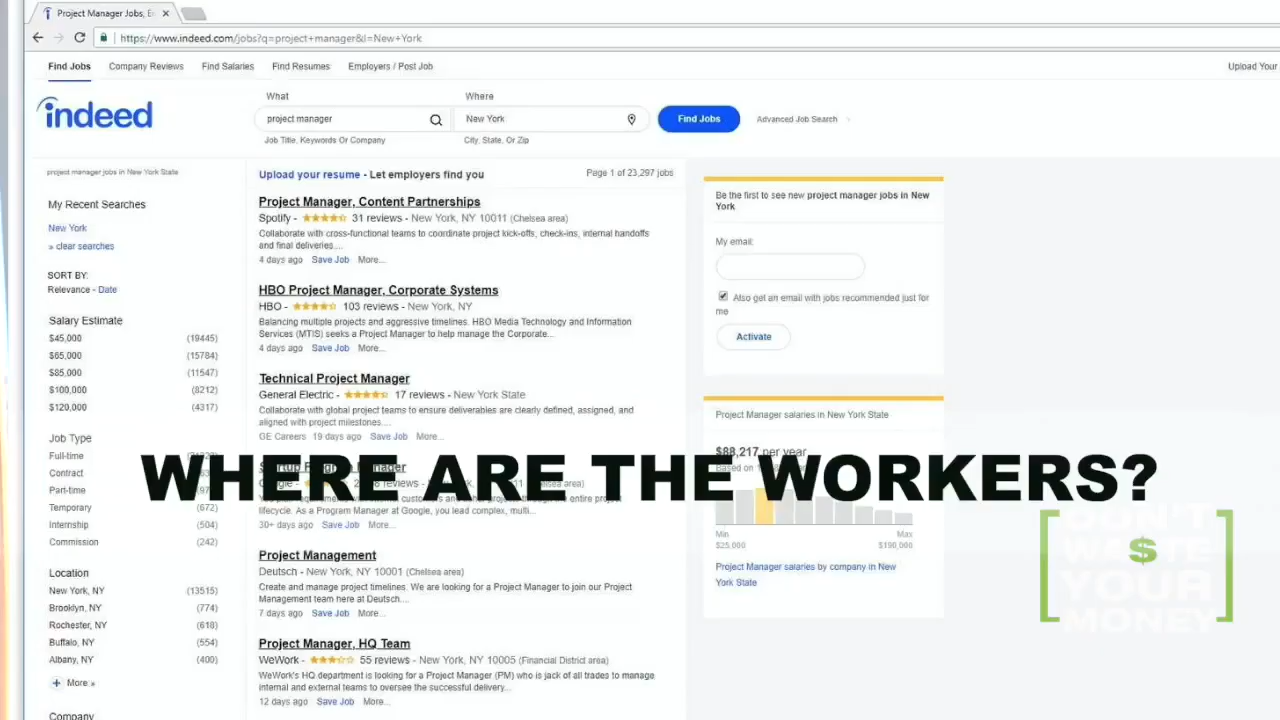 Project Manager Jobs, E
https://www.indeed.com/jobs?q=project+manager&l=New+York
Find Jobs Company Reviews Find Salaries Find Resumes Employers / Post Job Upload Your
indeed
What Where
project manager New York Find Jobs Advanced Job Search
Job Title, Keywords Or Company City, State, Or Zip
project manager jobs in New York State
My Recent Searches
New York
» clear searches
SORT BY:
Relevance - Date
Salary Estimate
$45,000 (19445)
$65,000 (15784)
$85,000 (11547)
$100,000 (8212)
$120,000 (4317)
Job Type
Full-time
Contract
Part-time
Temporary (672)
Internship (504)
Commission (242)
Location
New York, NY (13515)
Brooklyn, NY (774)
Rochester, NY (618)
Buffalo, NY (554)
Albany, NY (400)
+ More »
Company
Upload your resume - Let employers find you Page 1 of 23,297 jobs
Project Manager, Content Partnerships
Spotify - 31 reviews - New York, NY 10011 (Chelsea area)
Collaborate with cross-functional teams to coordinate project kick-offs, check-ins, internal handoffs
and final deliveries....
4 days ago Save Job More...
HBO Project Manager, Corporate Systems
HBO - 103 reviews - New York, NY
Balancing multiple projects and aggressive timelines. HBO Media Technology and Information
Services (MTIS) seeks a Project Manager to help manage the Corporate...
4 days ago Save Job More...
Technical Project Manager
General Electric - 17 reviews - New York State
Collaborate with global project teams to ensure deliverables are clearly defined, assigned, and
aligned with project milestones....
GE Careers 19 days ago Save Job More...
WHERE ARE THE WORKERS?
lifecycle. As a Program Manager at Google, you lead complex, multi...
30+ days ago Save Job More...
Project Management
Deutsch - New York, NY 10001 (Chelsea area)
Create and manage project timelines. We are looking for a Project Manager to join our Project
Management team here at Deutsch....
7 days ago Save Job More...
Project Manager, HQ Team
WeWork - 55 reviews - New York, NY 10005 (Financial District area)
WeWork's HQ department is looking for a Project Manager (PM) who is jack of all trades to manage
internal and external teams to oversee the successful delivery...
12 days ago Save Job More...
Be the first to see new project manager jobs in New
York
My email:
Also get an email with jobs recommended just for
me
Activate
Project Manager salaries in New York State
$88,217 per year
Min Max
$25,000 $190,000
Project Manager salaries by company in New
York State
DON'T
WA$TE
YOUR
MONEY